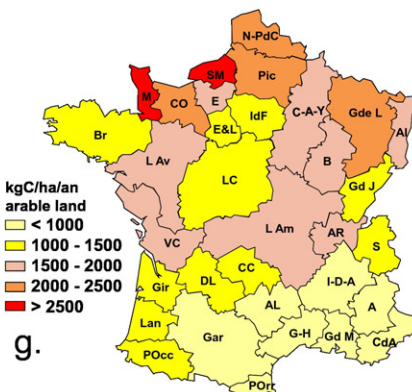 N-PdC
SM
Pic
M
CO
E
C-A-Y
Gde L
Al
Br
E&L
IdF
L Av
B
LC
Gd J
kgC/ha/an
arable land
< 1000
1000 - 1500
1500 - 2000
2000 - 2500
> 2500
VC
L Am
AR
S
Gir
DL
CC
I-D-A
AL
A
Lan
Gar
G-H
Gd M
CdA
POcc
POrr
g.